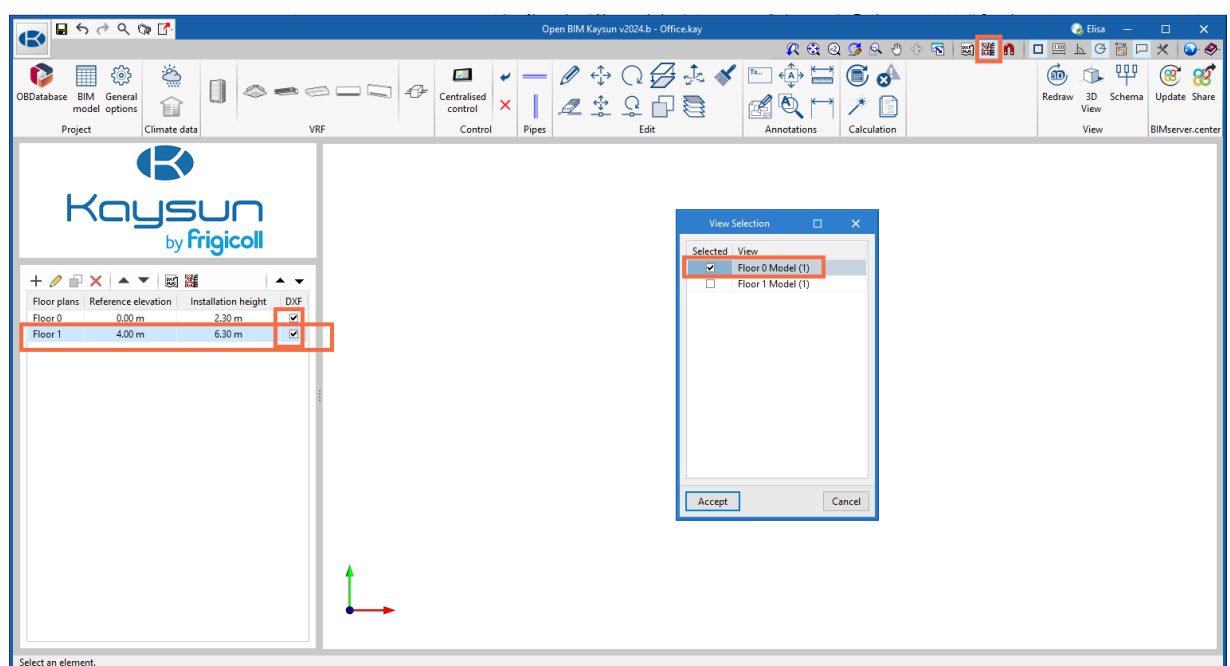 Open BIM Kaysun v2024.b - Office.kay
Elisa
OBDatabase
BIM model
General options
Centralised control
Redraw
3D View
Schema
Update
Share
Project
Climate data
VRF
Control
Pipes
Edit
Annotations
Calculation
View
BIMserver.center
Kaysun
by Frigicoll
Floor plans Reference elevation Installation height DXF
Floor 0 0.00 m 2.30 m
Floor 1 4.00 m 6.30 m
View Selection
Selected View
Floor 0 Model (1)
Floor 1 Model (1)
Accept Cancel
Select an element.